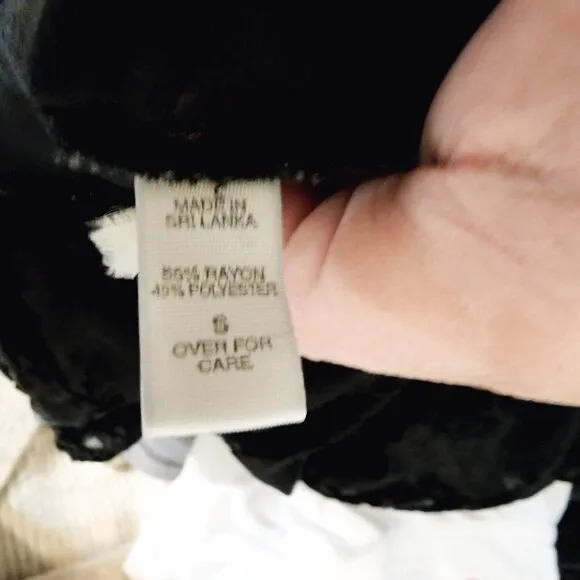 MADE IN
SRI LANKA
55% RAYON
45% POLYESTER
S
OVER FOR
CARE